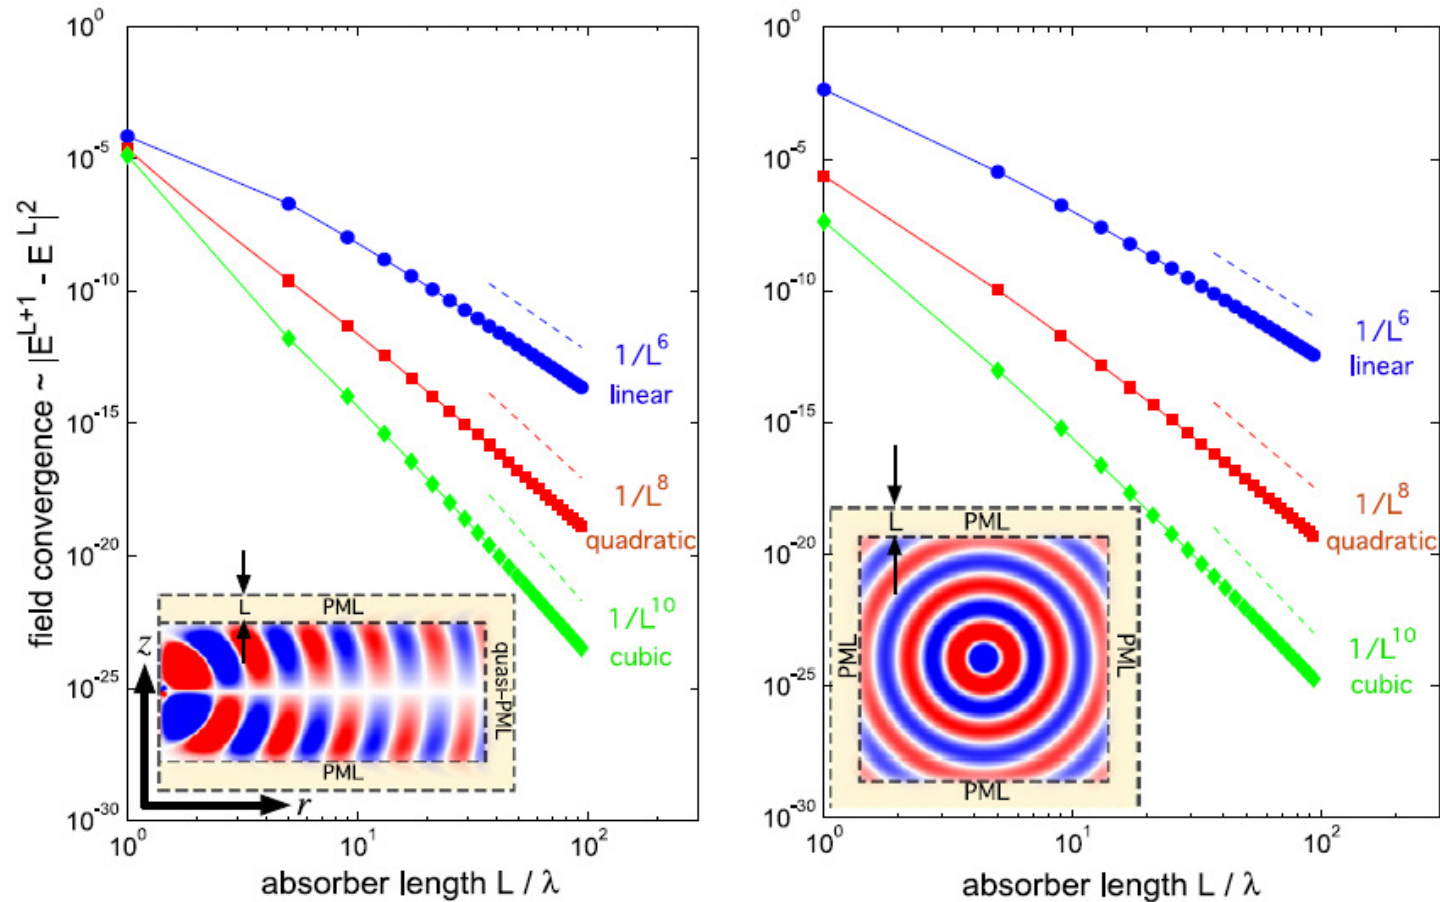 field convergence ~ |E^{L+1} - E^{L}|^2
10^0
10^{-5}
10^{-10}
10^{-15}
10^{-20}
10^{-25}
10^{-30}
1/L^6
linear
1/L^8
quadratic
1/L^{10}
cubic
L
PML
quasi-PML
PML
z
r
10^0
10^1
10^2
absorber length L / λ
10^0
10^{-5}
10^{-10}
10^{-15}
10^{-20}
10^{-25}
10^{-30}
1/L^6
linear
1/L^8
quadratic
1/L^{10}
cubic
L
PML
PML
PML
PML
10^0
10^1
10^2
absorber length L / λ